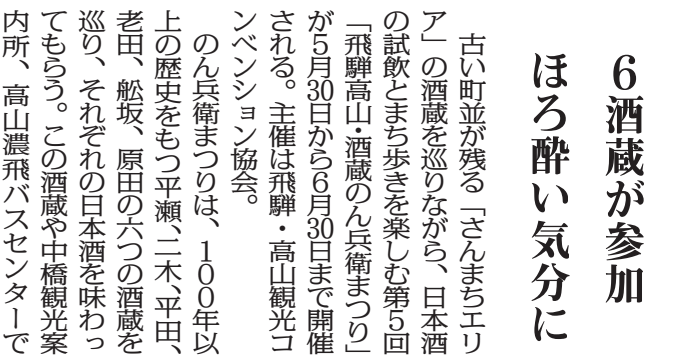 6酒蔵が参加
ほろ酔い気分に
古い町並が残る「さんまちエリ
ア」の酒蔵を巡りながら、日本酒
の試飲とまち歩きを楽しむ第5回
「飛騨高山・酒蔵のん兵衛まつり」
が5月30日から6月30日まで開催
される。主催は飛騨・高山観光コ
ンベンション協会。
のん兵衛まつりは、100年以
上の歴史をもつ平瀬、二木、平田、
老田、舩坂、原田の六つの酒蔵を
巡り、それぞれの日本酒を味わっ
てもらう。この酒蔵や中橋観光案
内所、高山濃飛バスセンターで